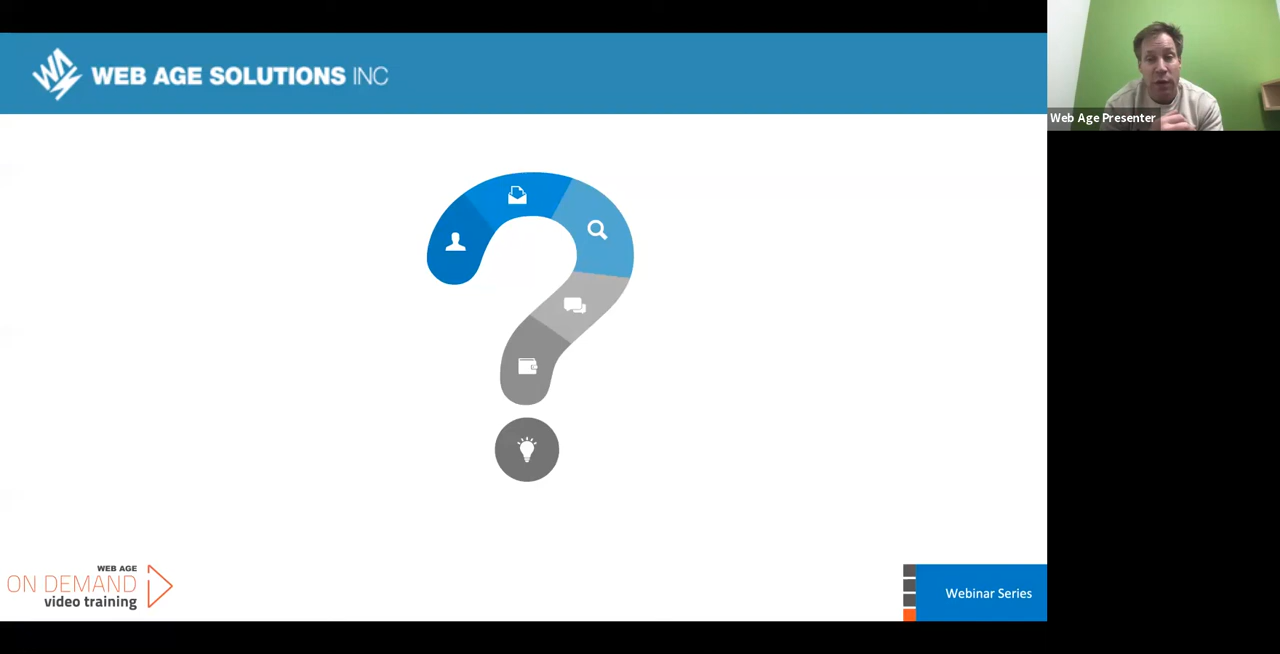 WEB AGE SOLUTIONS INC
Web Age Presenter
WEB AGE
ON DEMAND
video training
Webinar Series